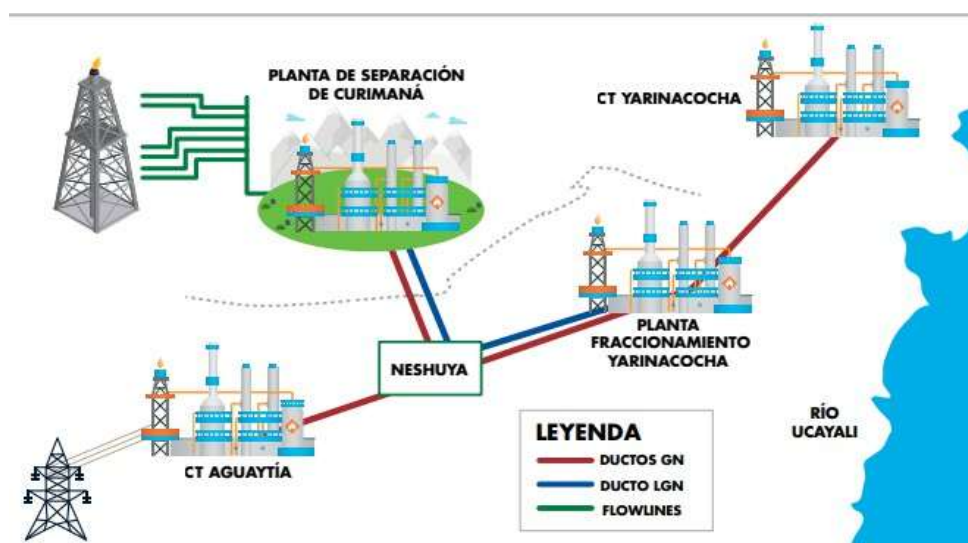 PLANTA DE SEPARACIÓN
DE CURIMANÁ
CT YARINACOCHA
PLANTA
FRACCIONAMIENTO
YARINACOCHA
NESHUYA
CT AGUAYTÍA
RÍO
UCAYALI
LEYENDA
DUCTOS GN
DUCTO LGN
FLOWLINES